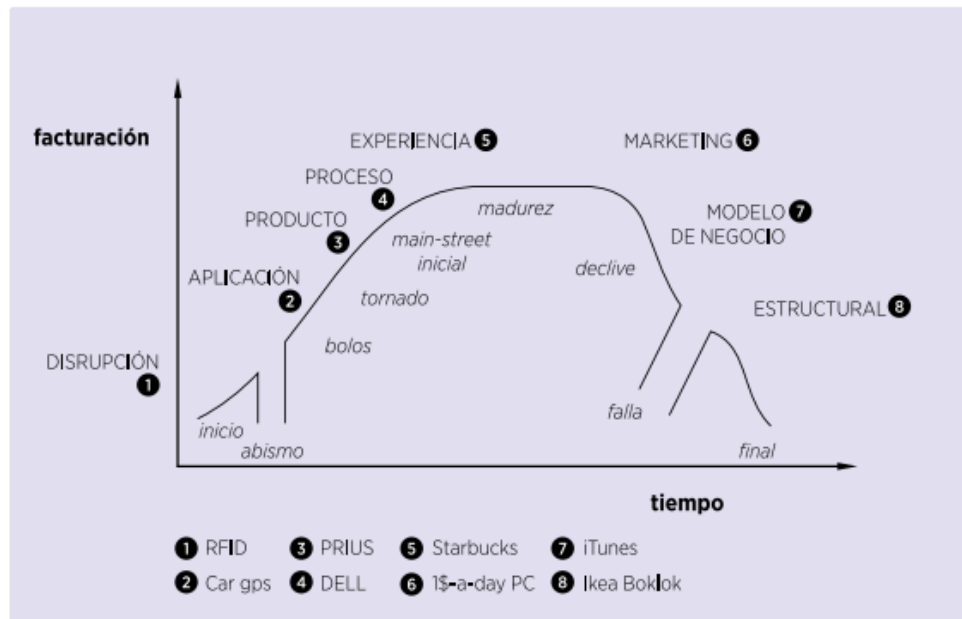 facturación
EXPERIENCIA 5
MARKETING 6
PROCESO
4
PRODUCTO
3
MODELO 7
DE NEGOCIO
madurez
main-street
inicial
declive
APLICACIÓN
2
tornado
ESTRUCTURAL 8
bolos
DISRUPCIÓN
1
inicio
abismo
falla
final
tiempo
1 RFID 3 PRIUS 5 Starbucks 7 iTunes
2 Car gps 4 DELL 6 1$-a-day PC 8 Ikea Boklok